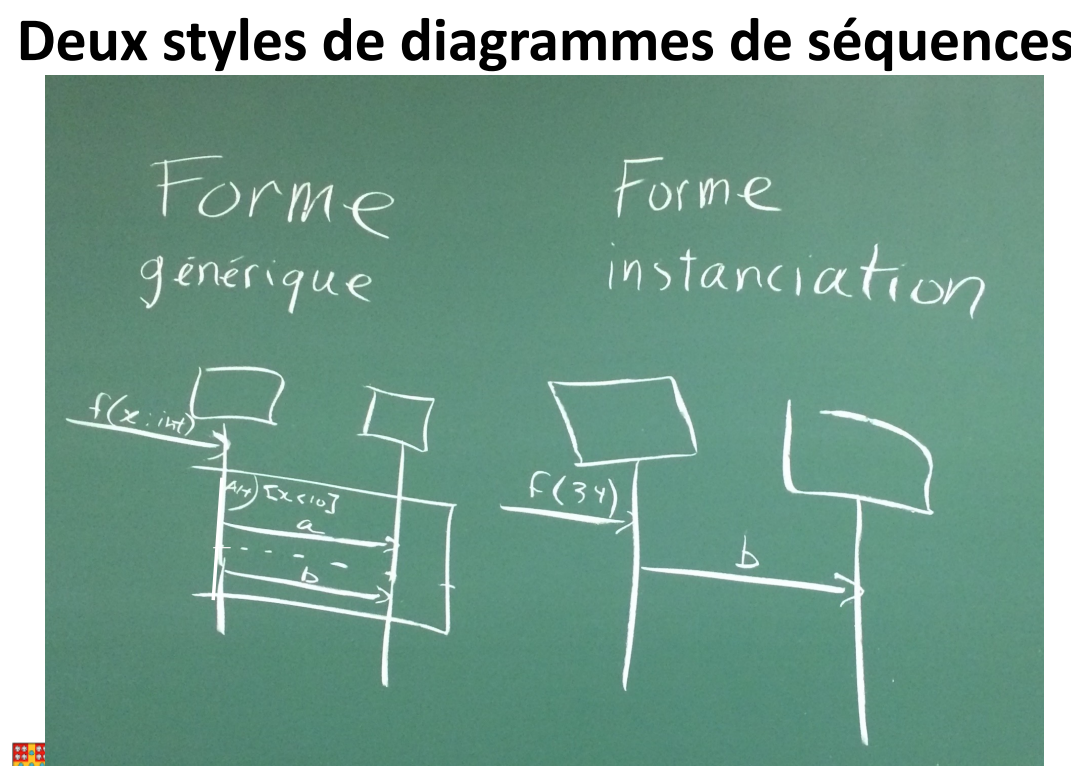 Deux styles de diagrammes de séquences
Forme
générique
Forme
instanciation
f(x:int)
Alt
[x<10]
a
b
f(34)
b